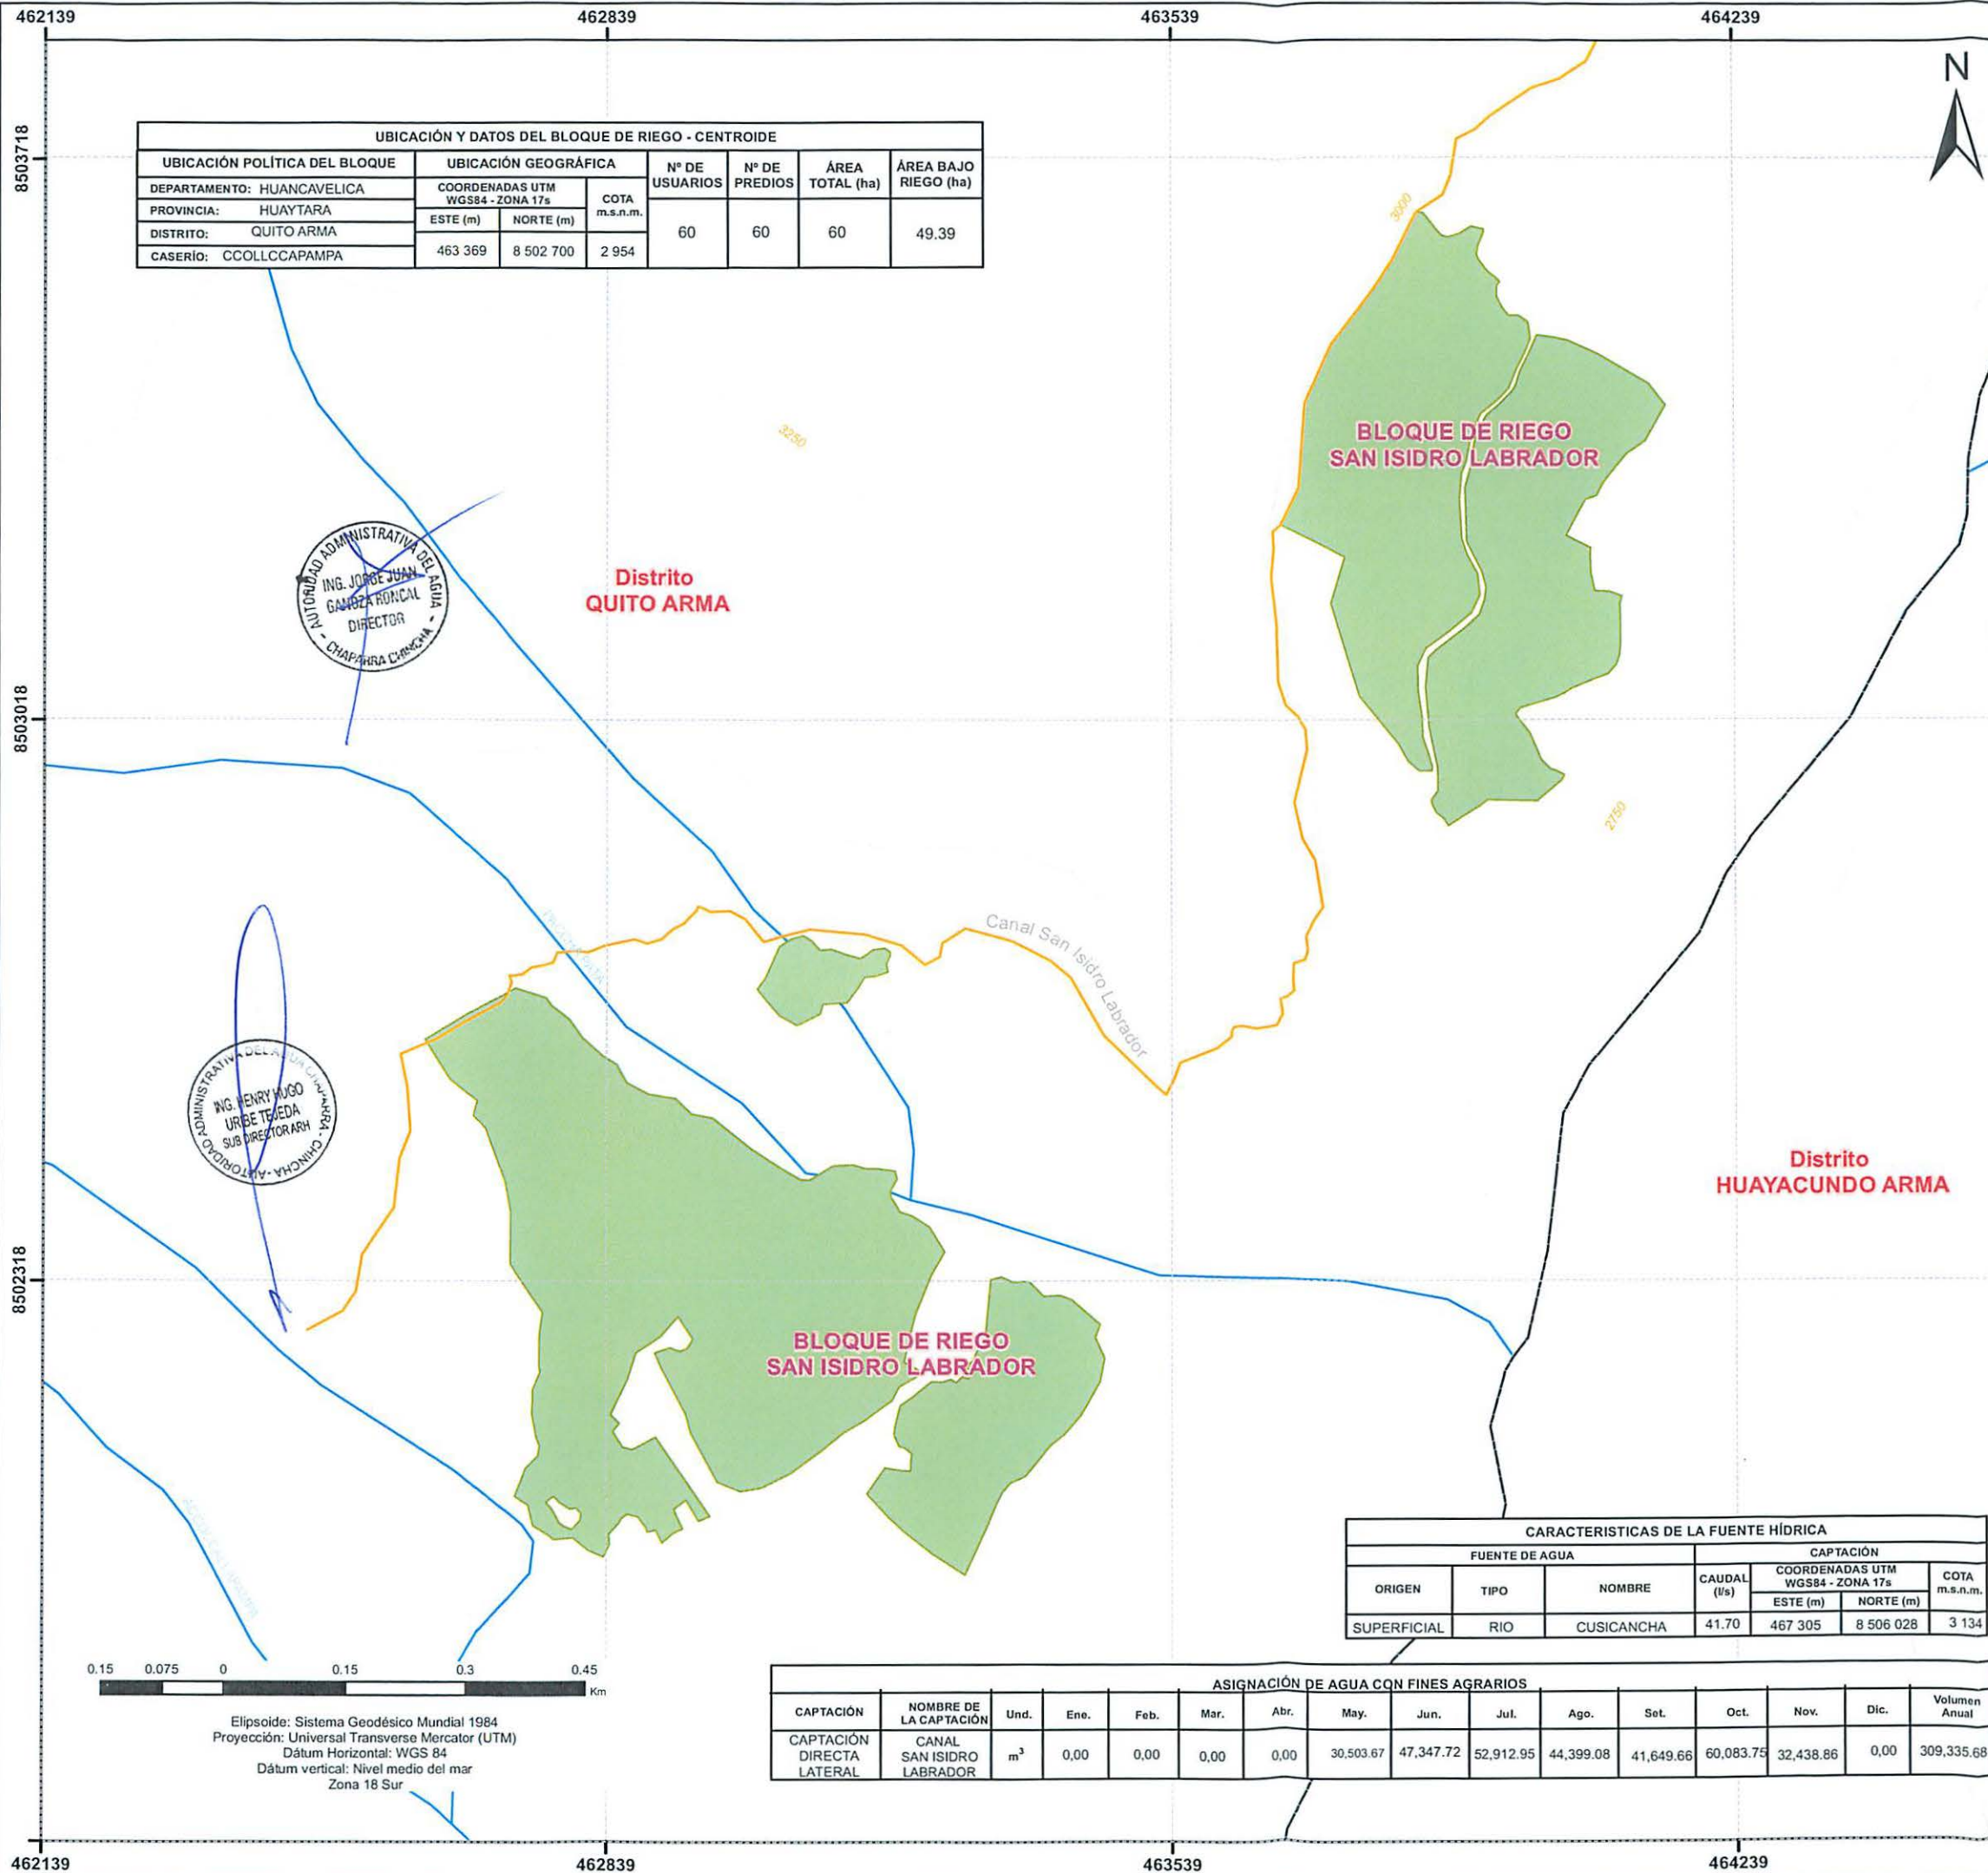 462139 462839 463539 464239
N
8503718
8503018
8502318
UBICACIÓN Y DATOS DEL BLOQUE DE RIEGO - CENTROIDE
UBICACIÓN POLÍTICA DEL BLOQUE
UBICACIÓN GEOGRÁFICA
Nº DE USUARIOS
Nº DE PREDIOS
ÁREA TOTAL (ha)
ÁREA BAJO RIEGO (ha)
DEPARTAMENTO: HUANCAVELICA
PROVINCIA: HUAYTARA
DISTRITO: QUITO ARMA
CASERÍO: CCOLLCCAPAMPA
COORDENADAS UTM
WGS84 - ZONA 17s
COTA
m.s.n.m.
ESTE (m) NORTE (m)
463 369 8 502 700 2 954
60 60 60 49.39
3000
3250
BLOQUE DE RIEGO
SAN ISIDRO LABRADOR
AUTORIDAD ADMINISTRATIVA DEL AGUA
ING. JORGE JUAN
GANOZA RONCAL
DIRECTOR
- CHAPARRA CHINCHA -
Distrito
QUITO ARMA
2750
Canal San Isidro Labrador
AUTORIDAD ADMINISTRATIVA DEL AGUA CHAPARRA - CHINCHA -
ING. HENRY HUGO
URIBE TEJEDA
SUB DIRECTOR ARH
Distrito
HUAYACUNDO ARMA
BLOQUE DE RIEGO
SAN ISIDRO LABRADOR
CARACTERISTICAS DE LA FUENTE HÍDRICA
FUENTE DE AGUA CAPTACIÓN
ORIGEN TIPO NOMBRE
CAUDAL
(l/s)
COORDENADAS UTM
WGS84 - ZONA 17s
COTA
m.s.n.m.
ESTE (m) NORTE (m)
SUPERFICIAL RIO CUSICANCHA 41.70 467 305 8 506 028 3 134
0.15 0.075 0 0.15 0.3 0.45
Km
Elipsoide: Sistema Geodésico Mundial 1984
Proyección: Universal Transverse Mercator (UTM)
Dátum Horizontal: WGS 84
Dátum vertical: Nivel medio del mar
Zona 18 Sur
ASIGNACIÓN DE AGUA CON FINES AGRARIOS
CAPTACIÓN NOMBRE DE LA CAPTACIÓN Und. Ene. Feb. Mar. Abr. May. Jun. Jul. Ago. Set. Oct. Nov. Dic. Volumen Anual
CAPTACIÓN DIRECTA LATERAL CANAL SAN ISIDRO LABRADOR m³ 0,00 0,00 0,00 0,00 30,503.67 47,347.72 52,912.95 44,399.08 41,649.66 60,083.75 32,438.86 0,00 309,335.68
462139 462839 463539 464239